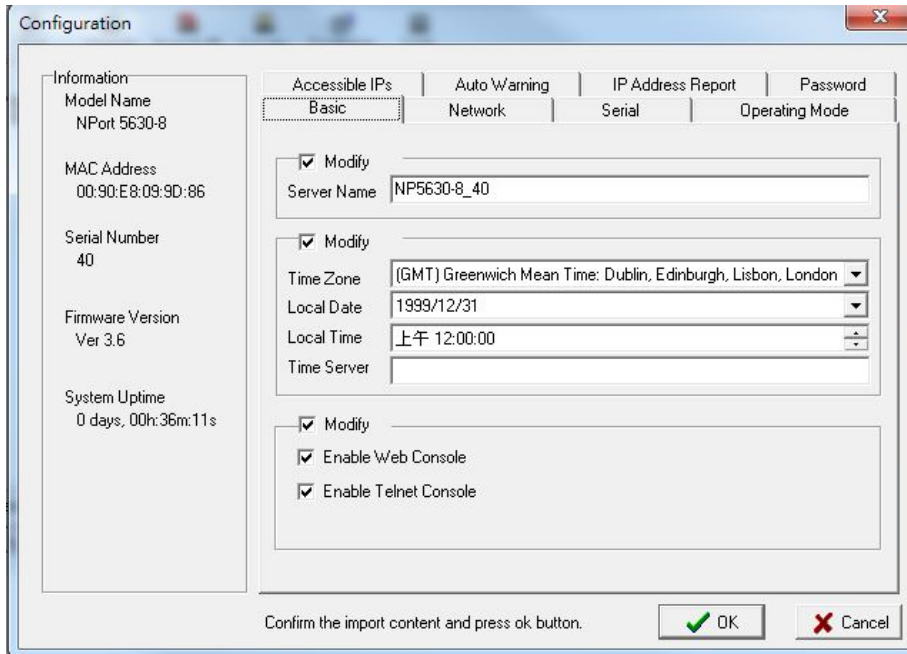 Configuration
Information
Model Name
NPort 5630-8
MAC Address
00:90:E8:09:9D:86
Serial Number
40
Firmware Version
Ver 3.6
System Uptime
0 days, 00h:36m:11s
Accessible IPs Auto Warning IP Address Report Password
Basic Network Serial Operating Mode
Modify
Server Name NP5630-8_40
Modify
Time Zone (GMT) Greenwich Mean Time: Dublin, Edinburgh, Lisbon, London
Local Date 1999/12/31
Local Time 上午 12:00:00
Time Server
Modify
Enable Web Console
Enable Telnet Console
Confirm the import content and press ok button. OK Cancel